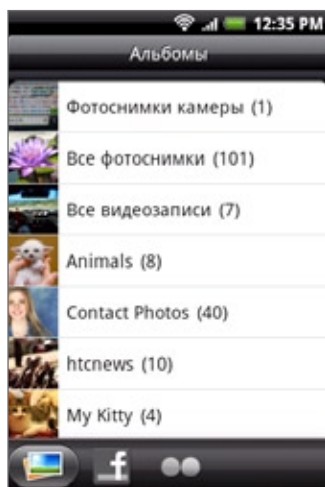 12:35 PM
Альбомы
Фотоснимки камеры (1)
Все фотоснимки (101)
Все видеозаписи (7)
Animals (8)
Contact Photos (40)
htcnews (10)
My Kitty (4)
f